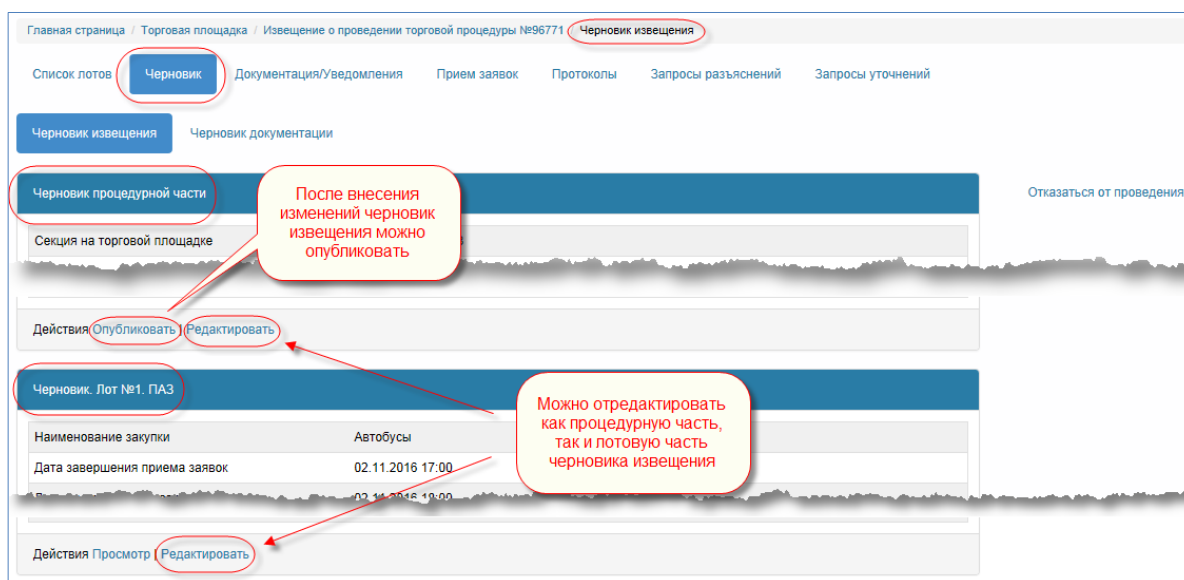 Главная страница / Торговая площадка / Извещение о проведении торговой процедуры №96771 / Черновик извещения
Список лотов Черновик Документация/Уведомления Прием заявок Протоколы Запросы разъяснений Запросы уточнений
Черновик извещения Черновик документации
Черновик процедурной части
Отказаться от проведения
После внесения
изменений черновик
извещения можно
опубликовать
Секция на торговой площадке
Действия Опубликовать | Редактировать
Черновик. Лот №1. ПАЗ
Можно отредактировать
как процедурную часть,
так и лотовую часть
черновика извещения
Наименование закупки Автобусы
Дата завершения приема заявок 02.11.2016 17:00
Действия Просмотр | Редактировать